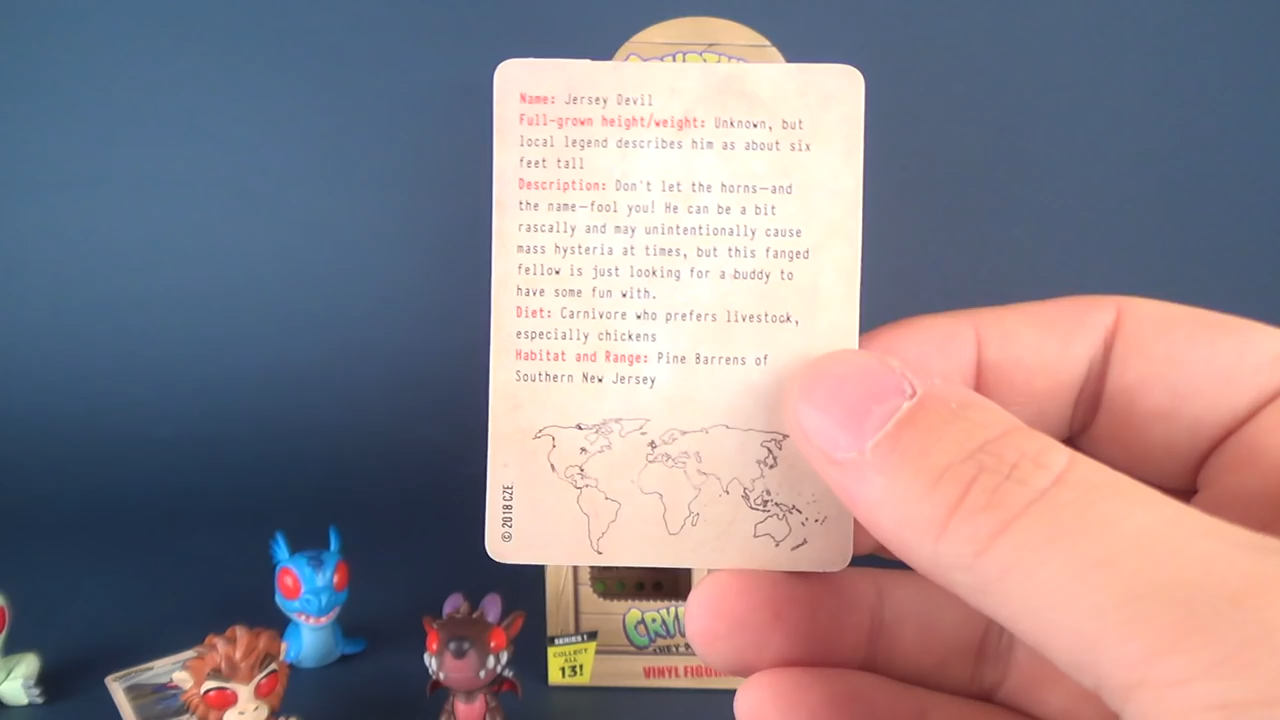 Name: Jersey Devil
Full-grown height/weight: Unknown, but
local legend describes him as about six
feet tall
Description: Don't let the horns—and
the name—fool you! He can be a bit
rascally and may unintentionally cause
mass hysteria at times, but this fanged
fellow is just looking for a buddy to
have some fun with.
Diet: Carnivore who prefers livestock,
especially chickens
Habitat and Range: Pine Barrens of
Southern New Jersey
© 2018 CZE.
SERIES 1
COLLECT
ALL
13!
VINYL